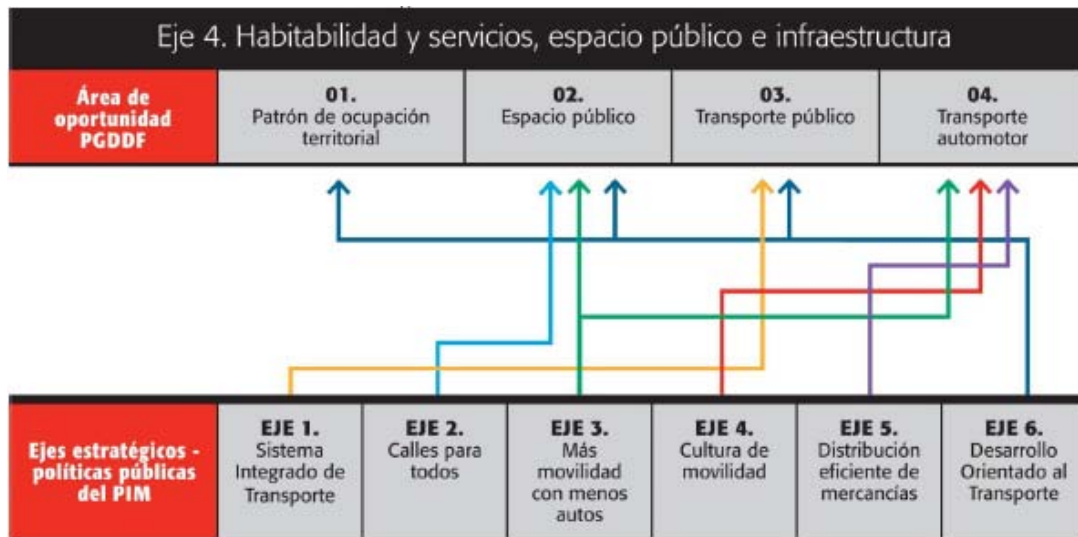 Eje 4. Habitabilidad y servicios, espacio público e infraestructura
Área de
oportunidad
PGDDF
01.
Patrón de ocupación
territorial
02.
Espacio público
03.
Transporte público
04.
Transporte
automotor
Ejes estratégicos -
políticas públicas
del PIM
EJE 1.
Sistema
Integrado de
Transporte
EJE 2.
Calles para
todos
EJE 3.
Más
movilidad
con menos
autos
EJE 4.
Cultura de
movilidad
EJE 5.
Distribución
eficiente de
mercancías
EJE 6.
Desarrollo
Orientado al
Transporte